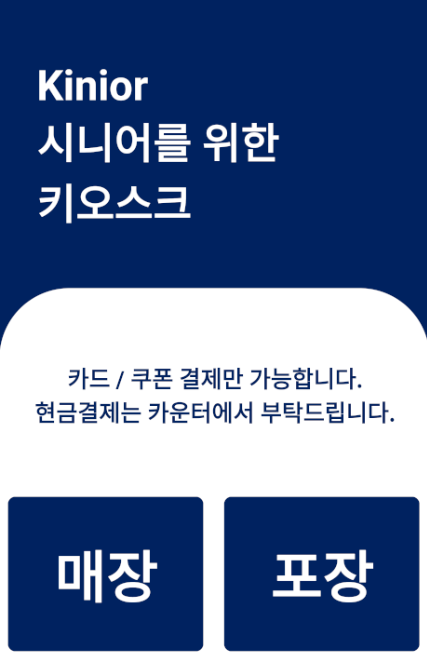 Kinior
시니어를 위한
키오스크
카드 / 쿠폰 결제만 가능합니다.
현금결제는 카운터에서 부탁드립니다.
매장
포장